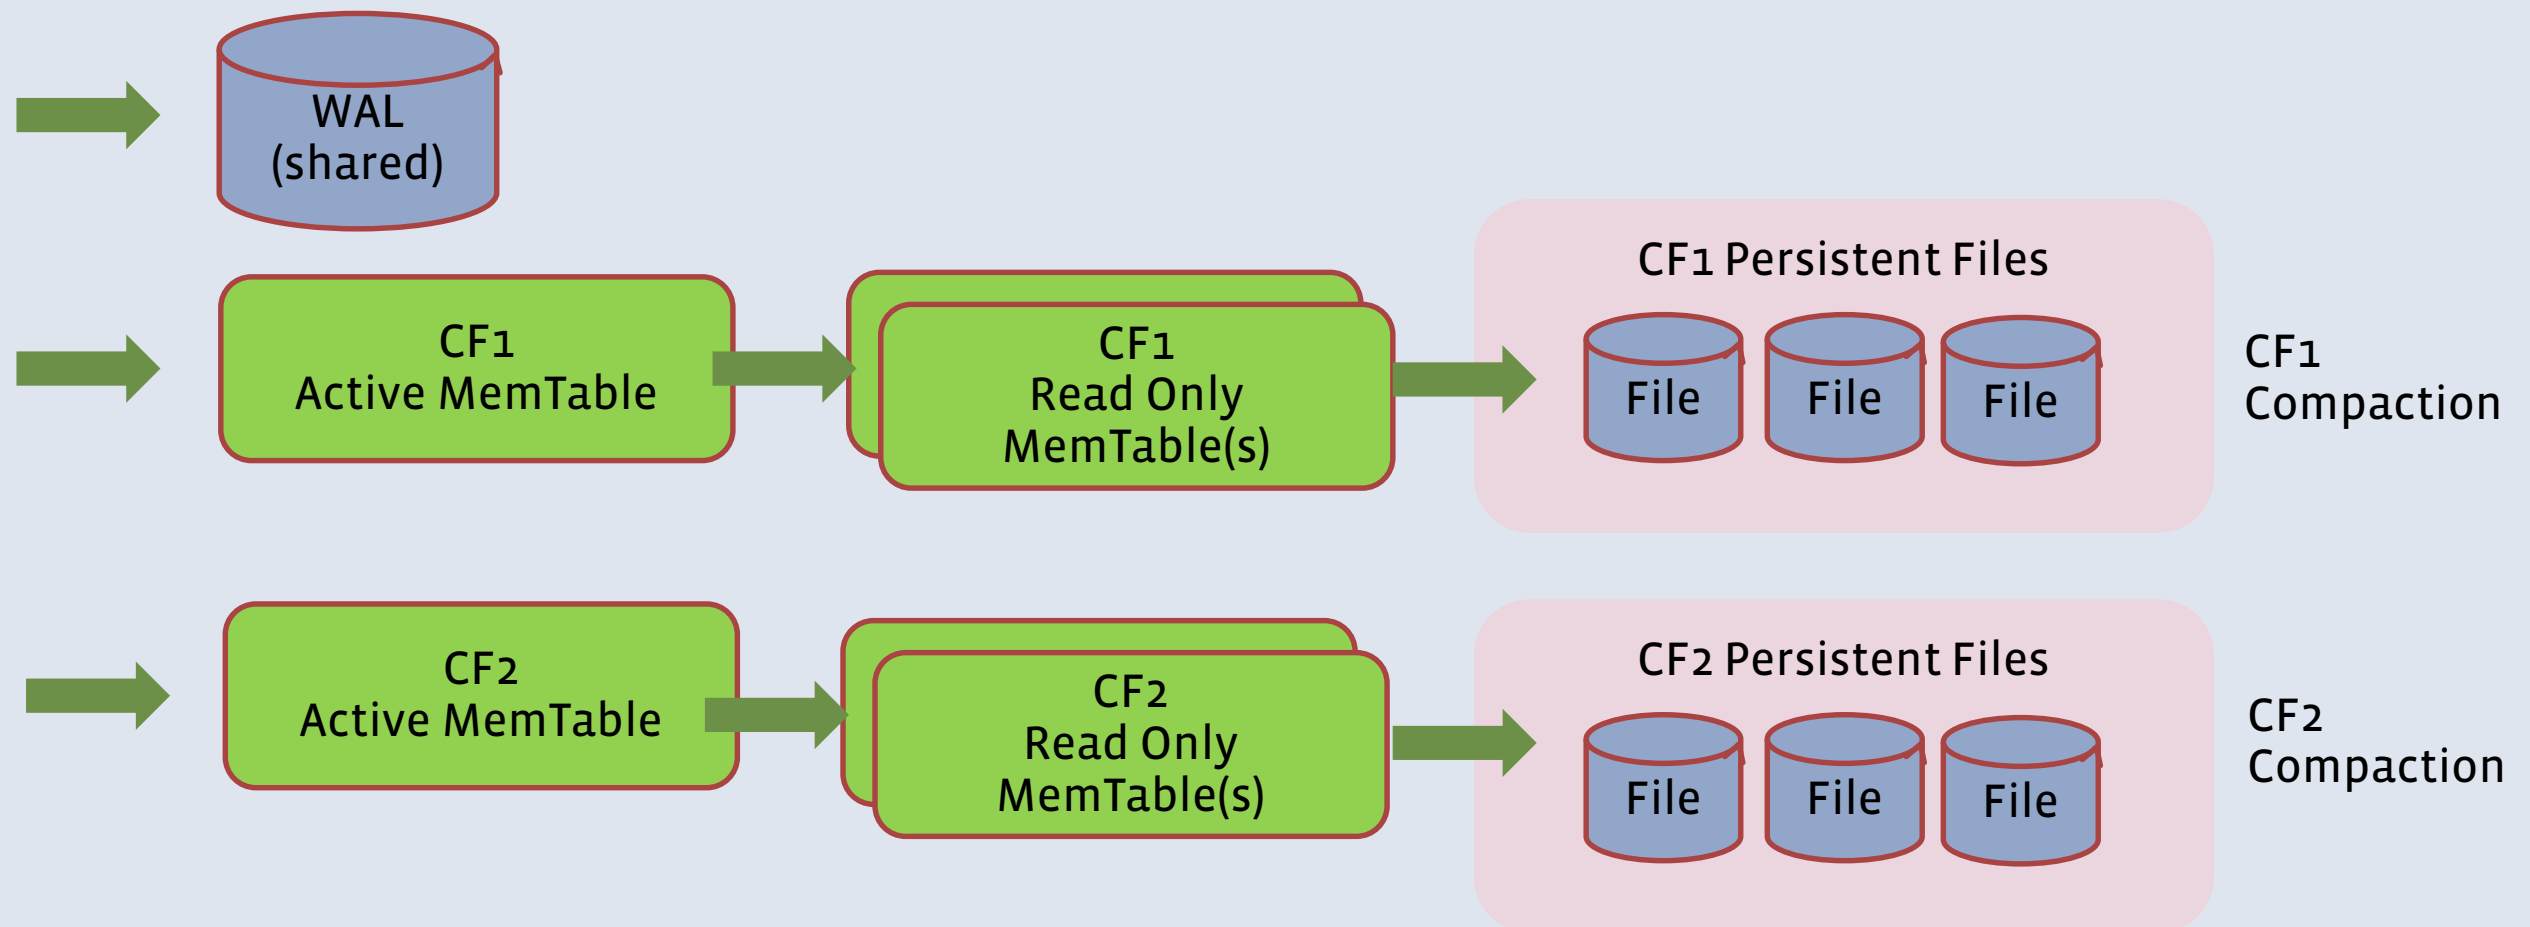 WAL
(shared)
CF1
Active MemTable
CF1
Read Only
MemTable(s)
CF1 Persistent Files
File
File
File
CF1
Compaction
CF2
Active MemTable
CF2
Read Only
MemTable(s)
CF2 Persistent Files
File
File
File
CF2
Compaction